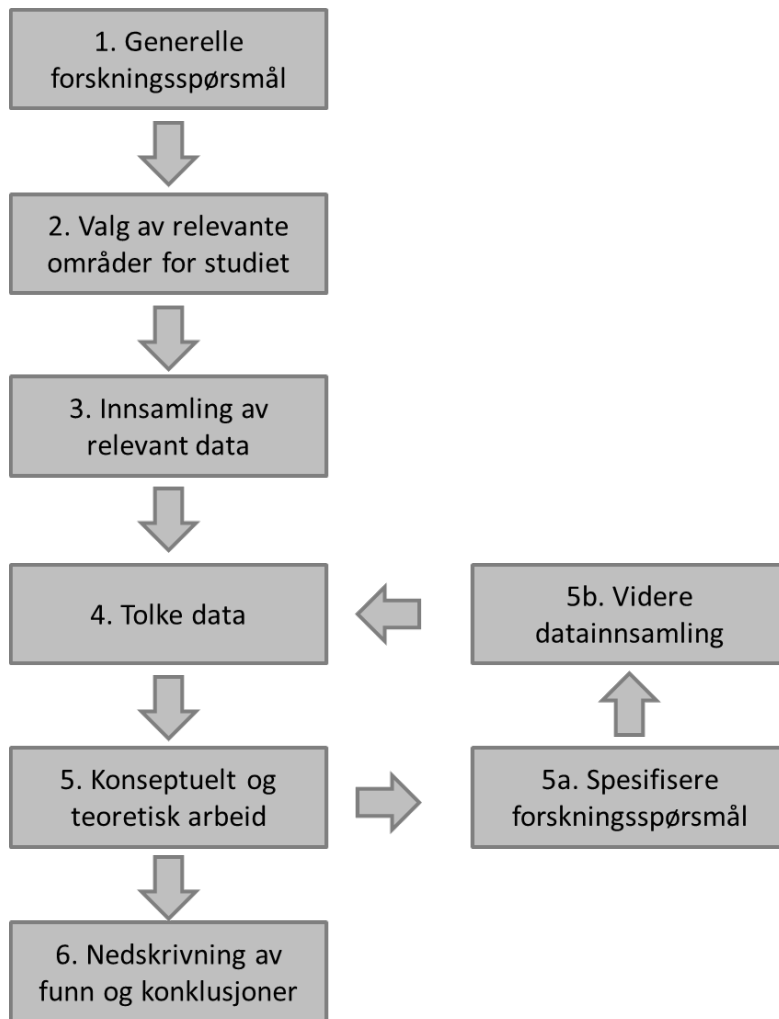 1. Generelle
forskningsspørsmål
2. Valg av relevante
områder for studiet
3. Innsamling av
relevant data
4. Tolke data
5b. Videre
datainnsamling
5. Konseptuelt og
teoretisk arbeid
5a. Spesifisere
forskningsspørsmål
6. Nedskrivning av
funn og konklusjoner